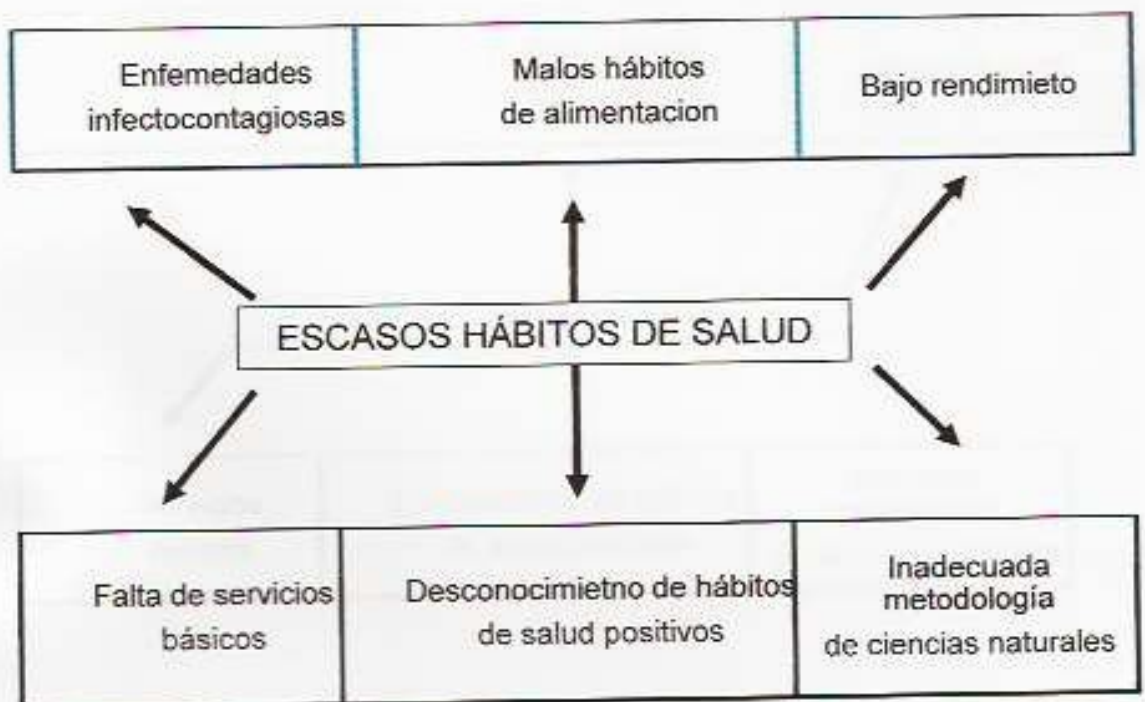 Enfemedades
infectocontagiosas
Malos hábitos
de alimentacion
Bajo rendimieto
ESCASOS HÁBITOS DE SALUD
Falta de servicios
básicos
Desconocimietno de hábitos
de salud positivos
Inadecuada
metodología
de ciencias naturales